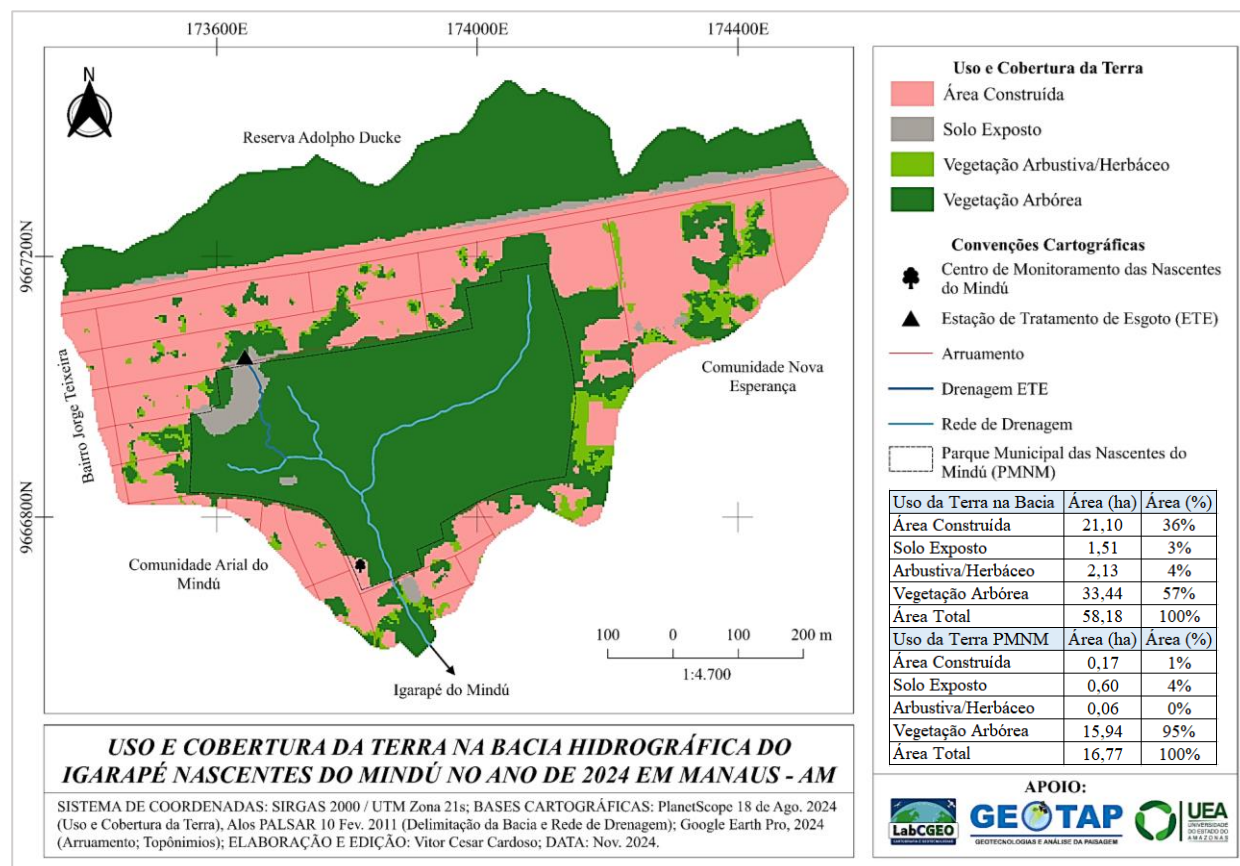 173600E
174000E
174400E
N
Reserva Adolpho Ducke
9667200N
9666800N
Bairro Jorge Teixeira
Comunidade Nova
Esperança
Comunidade Arial do
Mindú
Igarapé do Mindú
100 0 100 200 m
1:4.700
USO E COBERTURA DA TERRA NA BACIA HIDROGRÁFICA DO
IGARAPÉ NASCENTES DO MINDÚ NO ANO DE 2024 EM MANAUS - AM
SISTEMA DE COORDENADAS: SIRGAS 2000 / UTM Zona 21s; BASES CARTOGRÁFICAS: PlanetScope 18 de Ago. 2024
(Uso e Cobertura da Terra), Alos PALSAR 10 Fev. 2011 (Delimitação da Bacia e Rede de Drenagem); Google Earth Pro, 2024
(Arruamento; Topônimios); ELABORAÇÃO E EDIÇÃO: Vitor Cesar Cardoso; DATA: Nov. 2024.
Uso e Cobertura da Terra
Área Construída
Solo Exposto
Vegetação Arbustiva/Herbáceo
Vegetação Arbórea
Convenções Cartográficas
Centro de Monitoramento das Nascentes
do Mindú
Estação de Tratamento de Esgoto (ETE)
Arruamento
Drenagem ETE
Rede de Drenagem
Parque Municipal das Nascentes do
Mindú (PMNM)
Uso da Terra na Bacia Área (ha) Área (%)
Área Construída 21,10 36%
Solo Exposto 1,51 3%
Arbustiva/Herbáceo 2,13 4%
Vegetação Arbórea 33,44 57%
Área Total 58,18 100%
Uso da Terra PMNM Área (ha) Área (%)
Área Construída 0,17 1%
Solo Exposto 0,60 4%
Arbustiva/Herbáceo 0,06 0%
Vegetação Arbórea 15,94 95%
Área Total 16,77 100%
APOIO:
LabCGEO
GEOTAP
GEOTECNOLOGIAS E ANÁLISE DA PAISAGEM
UEA
UNIVERSIDADE
DO ESTADO DO
AMAZONAS